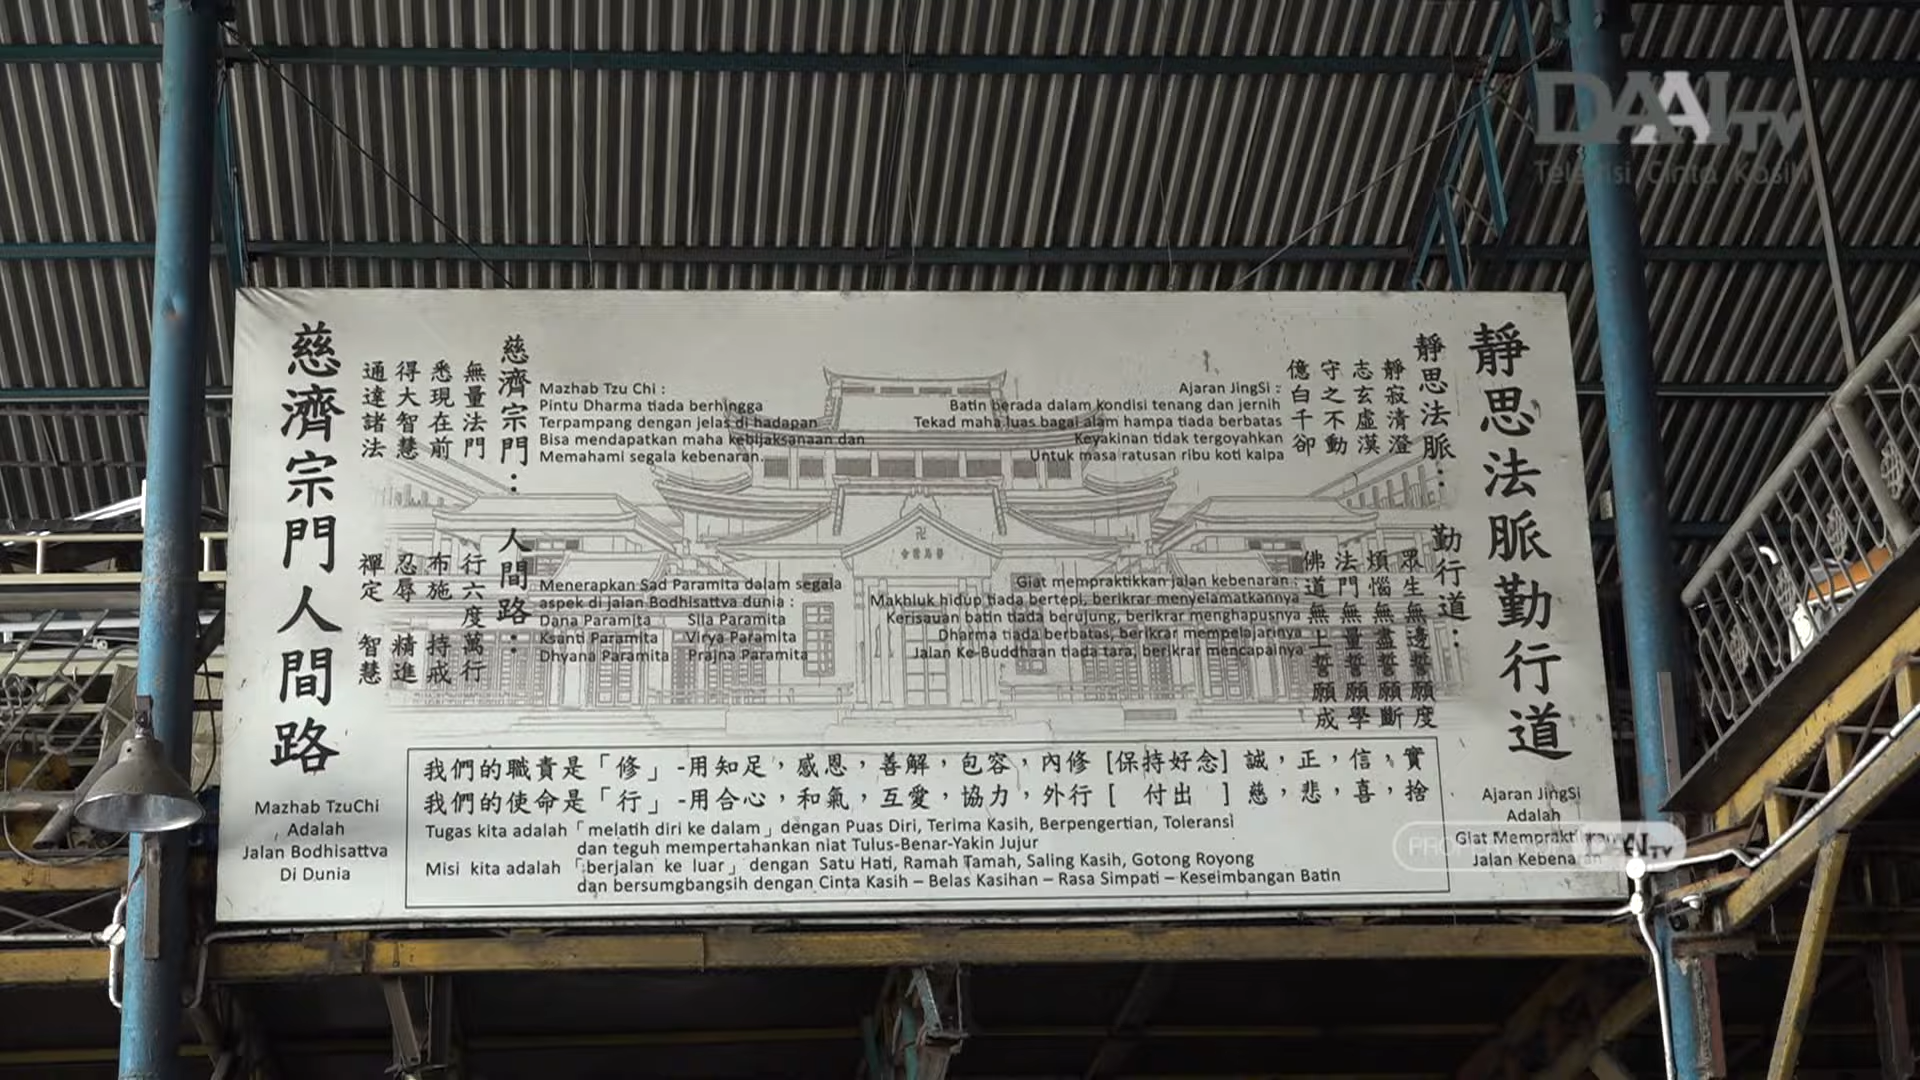 DAAI TV
Televisi Cinta Kasih
靜思法脈勤行道
靜思法脈：
靜寂清澄
志玄虛漠
守之不動
億百千劫
勤行道：
眾生無邊誓願度
煩惱無盡誓願斷
法門無量誓願學
佛道無上誓願成
Ajaran JingSi :
Batin berada dalam kondisi tenang dan jernih
Tekad maha luas bagai alam hampa tiada berbatas
Keyakinan tidak tergoyahkan
Untuk masa ratusan ribu koti kalpa
Giat mempraktikkan jalan kebenaran :
Makhluk hidup tiada bertepi, berikrar menyelamatkannya
Kerisauan batin tiada berujung, berikrar menghapusnya
Dharma tiada berbatas, berikrar mempelajarinya
Jalan Ke-Buddhaan tiada tara, berikrar mencapainya
慈濟宗門：
無量法門
悉現在前
得大智慧
通達諸法
人間路：
行六度萬行
布施 持戒
忍辱 精進
禪定 智慧
Mazhab Tzu Chi :
Pintu Dharma tiada berhingga
Terpampang dengan jelas di hadapan
Bisa mendapatkan maha kebijaksanaan dan
Memahami segala kebenaran.
Menerapkan Sad Paramita dalam segala
aspek di jalan Bodhisattva dunia :
Dana Paramita Sila Paramita
Ksanti Paramita Virya Paramita
Dhyana Paramita Prajna Paramita
慈濟宗門人間路
我們的職責是「修」-用知足，感恩，善解，包容，內修 [保持好念] 誠，正，信，實
我們的使命是「行」-用合心，和氣，互愛，協力，外行 [ 付出 ] 慈，悲，喜，捨
Tugas kita adalah「melatih diri ke dalam」dengan Puas Diri, Terima Kasih, Berpengertian, Toleransi
dan teguh mempertahankan niat Tulus-Benar-Yakin Jujur
Misi kita adalah「berjalan ke luar」dengan Satu Hati, Ramah Tamah, Saling Kasih, Gotong Royong
dan bersumgbangsih dengan Cinta Kasih – Belas Kasihan – Rasa Simpati – Keseimbangan Batin
Mazhab TzuChi
Adalah
Jalan Bodhisattva
Di Dunia
Ajaran JingSi
Adalah
Giat
Jalan Kebenaran
DAAI TV